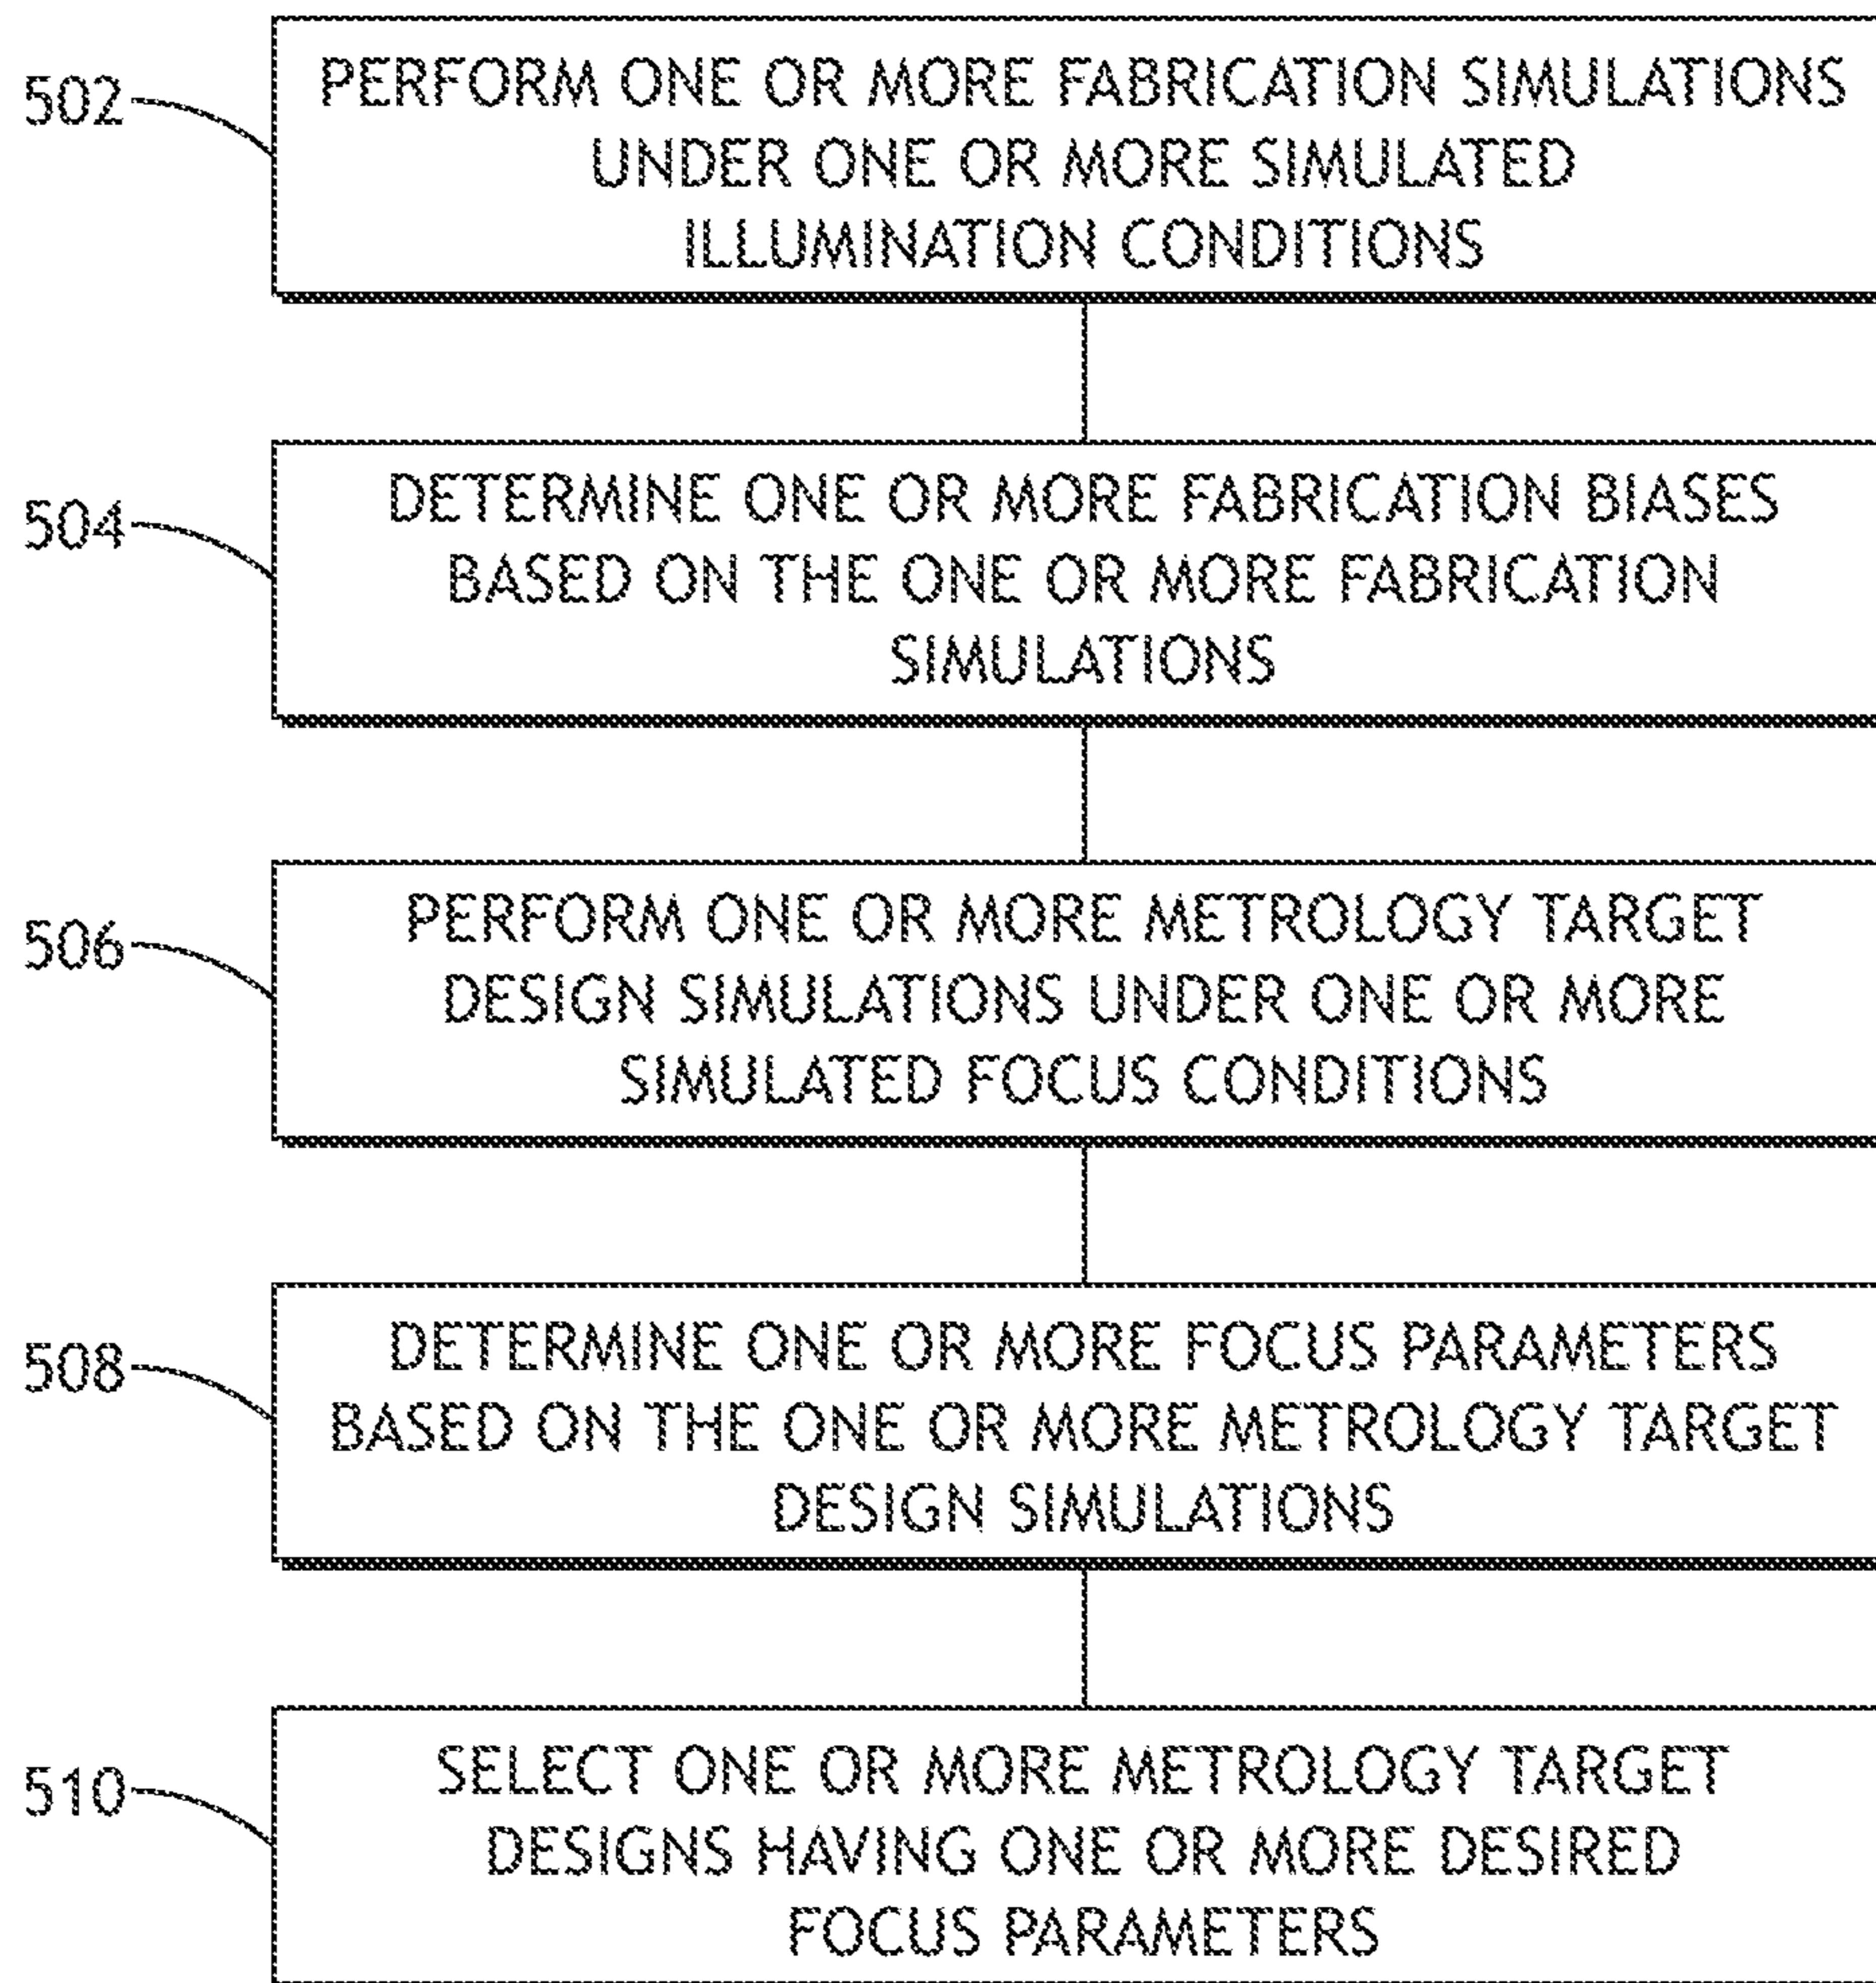 502
PERFORM ONE OR MORE FABRICATION SIMULATIONS
UNDER ONE OR MORE SIMULATED
ILLUMINATION CONDITIONS
504
DETERMINE ONE OR MORE FABRICATION BIASES
BASED ON THE ONE OR MORE FABRICATION
SIMULATIONS
506
PERFORM ONE OR MORE METROLOGY TARGET
DESIGN SIMULATIONS UNDER ONE OR MORE
SIMULATED FOCUS CONDITIONS
508
DETERMINE ONE OR MORE FOCUS PARAMETERS
BASED ON THE ONE OR MORE METROLOGY TARGET
DESIGN SIMULATIONS
510
SELECT ONE OR MORE METROLOGY TARGET
DESIGNS HAVING ONE OR MORE DESIRED
FOCUS PARAMETERS